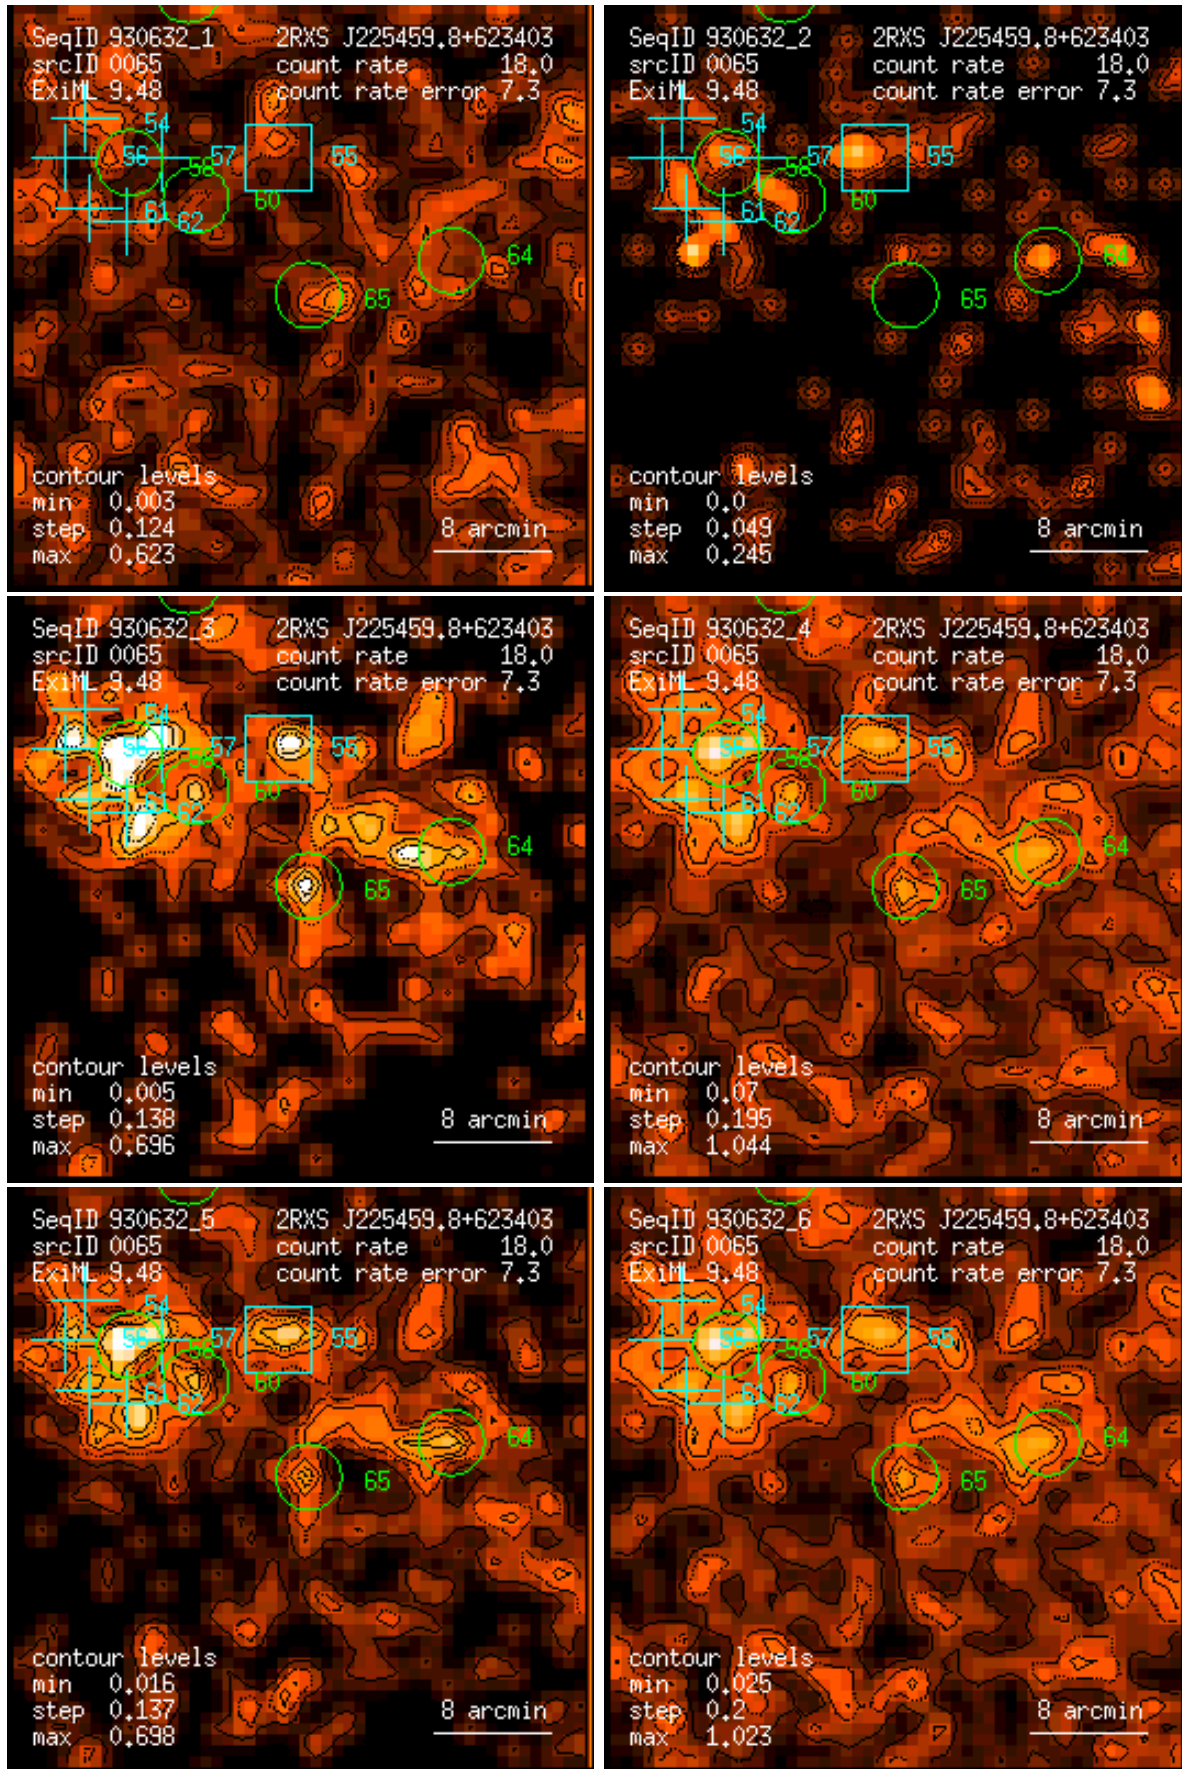 SeqID 930632_1 2RXS J225459.8+623403
srcID 0065 count rate 18.0
ExiML 9.48 count rate error 7.3
54
56 57 55
58
60
61 62
64
65
contour levels
min 0.003
step 0.124
max 0.623
8 arcmin
SeqID 930632_2 2RXS J225459.8+623403
srcID 0065 count rate 18.0
ExiML 9.48 count rate error 7.3
54
56 57 55
58
60
61 62
64
65
contour levels
min 0.0
step 0.049
max 0.245
8 arcmin
SeqID 930632_3 2RXS J225459.8+623403
srcID 0065 count rate 18.0
ExiML 9.48 count rate error 7.3
54
56 57 55
58
60
61 62
64
65
contour levels
min 0.005
step 0.138
max 0.696
8 arcmin
SeqID 930632_4 2RXS J225459.8+623403
srcID 0065 count rate 18.0
ExiML 9.48 count rate error 7.3
54
56 57 55
58
60
61 62
64
65
contour levels
min 0.07
step 0.195
max 1.044
8 arcmin
SeqID 930632_5 2RXS J225459.8+623403
srcID 0065 count rate 18.0
ExiML 9.48 count rate error 7.3
54
56 57 55
58
60
61 62
64
65
contour levels
min 0.016
step 0.137
max 0.698
8 arcmin
SeqID 930632_6 2RXS J225459.8+623403
srcID 0065 count rate 18.0
ExiML 9.48 count rate error 7.3
54
56 57 55
58
60
61 62
64
65
contour levels
min 0.025
step 0.2
max 1.023
8 arcmin